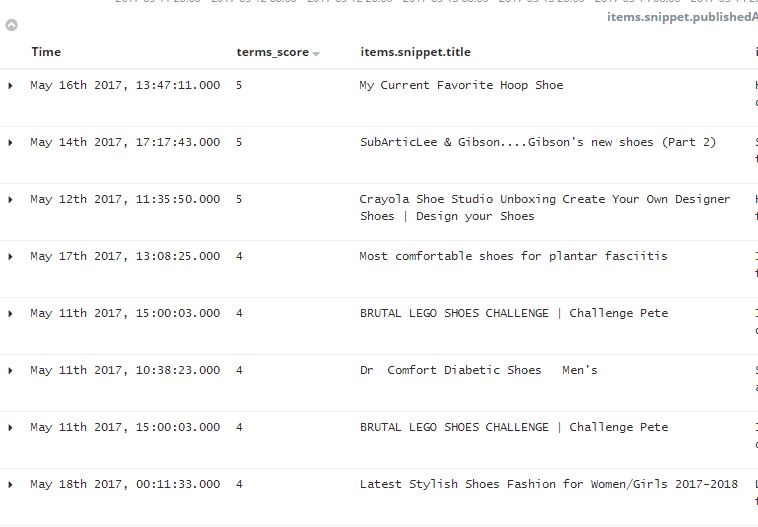 items.snippet.published
Time terms_score items.snippet.title
May 16th 2017, 13:47:11.000 5 My Current Favorite Hoop Shoe
May 14th 2017, 17:17:43.000 5 SubArticLee & Gibson....Gibson's new shoes (Part 2)
May 12th 2017, 11:35:50.000 5 Crayola Shoe Studio Unboxing Create Your Own Designer
Shoes | Design your Shoes
May 17th 2017, 13:08:25.000 4 Most comfortable shoes for plantar fasciitis
May 11th 2017, 15:00:03.000 4 BRUTAL LEGO SHOES CHALLENGE | Challenge Pete
May 11th 2017, 10:38:23.000 4 Dr  Comfort Diabetic Shoes   Men's
May 11th 2017, 15:00:03.000 4 BRUTAL LEGO SHOES CHALLENGE | Challenge Pete
May 18th 2017, 00:11:33.000 4 Latest Stylish Shoes Fashion for Women/Girls 2017-2018